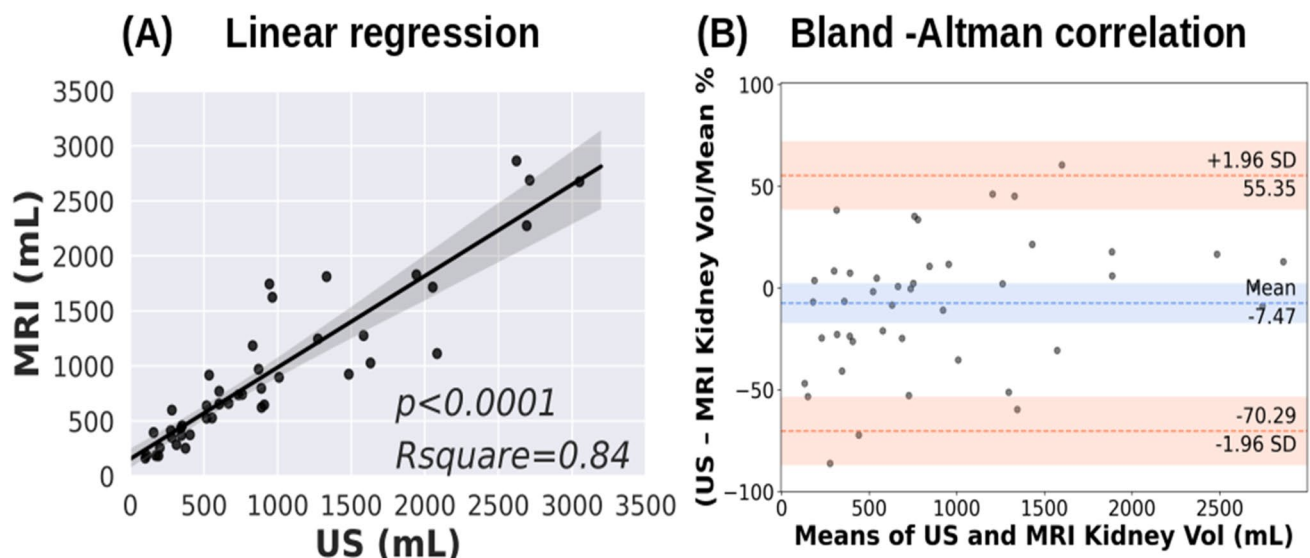 (A) Linear regression
3500
3000
2500
2000
1500
1000
500
0
MRI (mL)
p<0.0001
Rsquare=0.84
0 500 1000 1500 2000 2500 3000 3500
US (mL)
(B) Bland -Altman correlation
(US – MRI Kidney Vol/Mean %
100
50
0
−50
−100
+1.96 SD
55.35
Mean
-7.47
-70.29
-1.96 SD
0 500 1000 1500 2000 2500
Means of US and MRI Kidney Vol (mL)